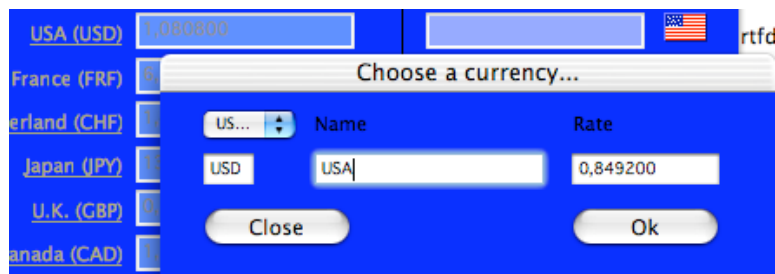 USA (USD) 1,080800
rtfd
France (FRF) 6
Choose a currency...
erland (CHF)
US... Name Rate
Japan (JPY)
USD USA 0,849200
U.K. (GBP)
Close Ok
anada (CAD)